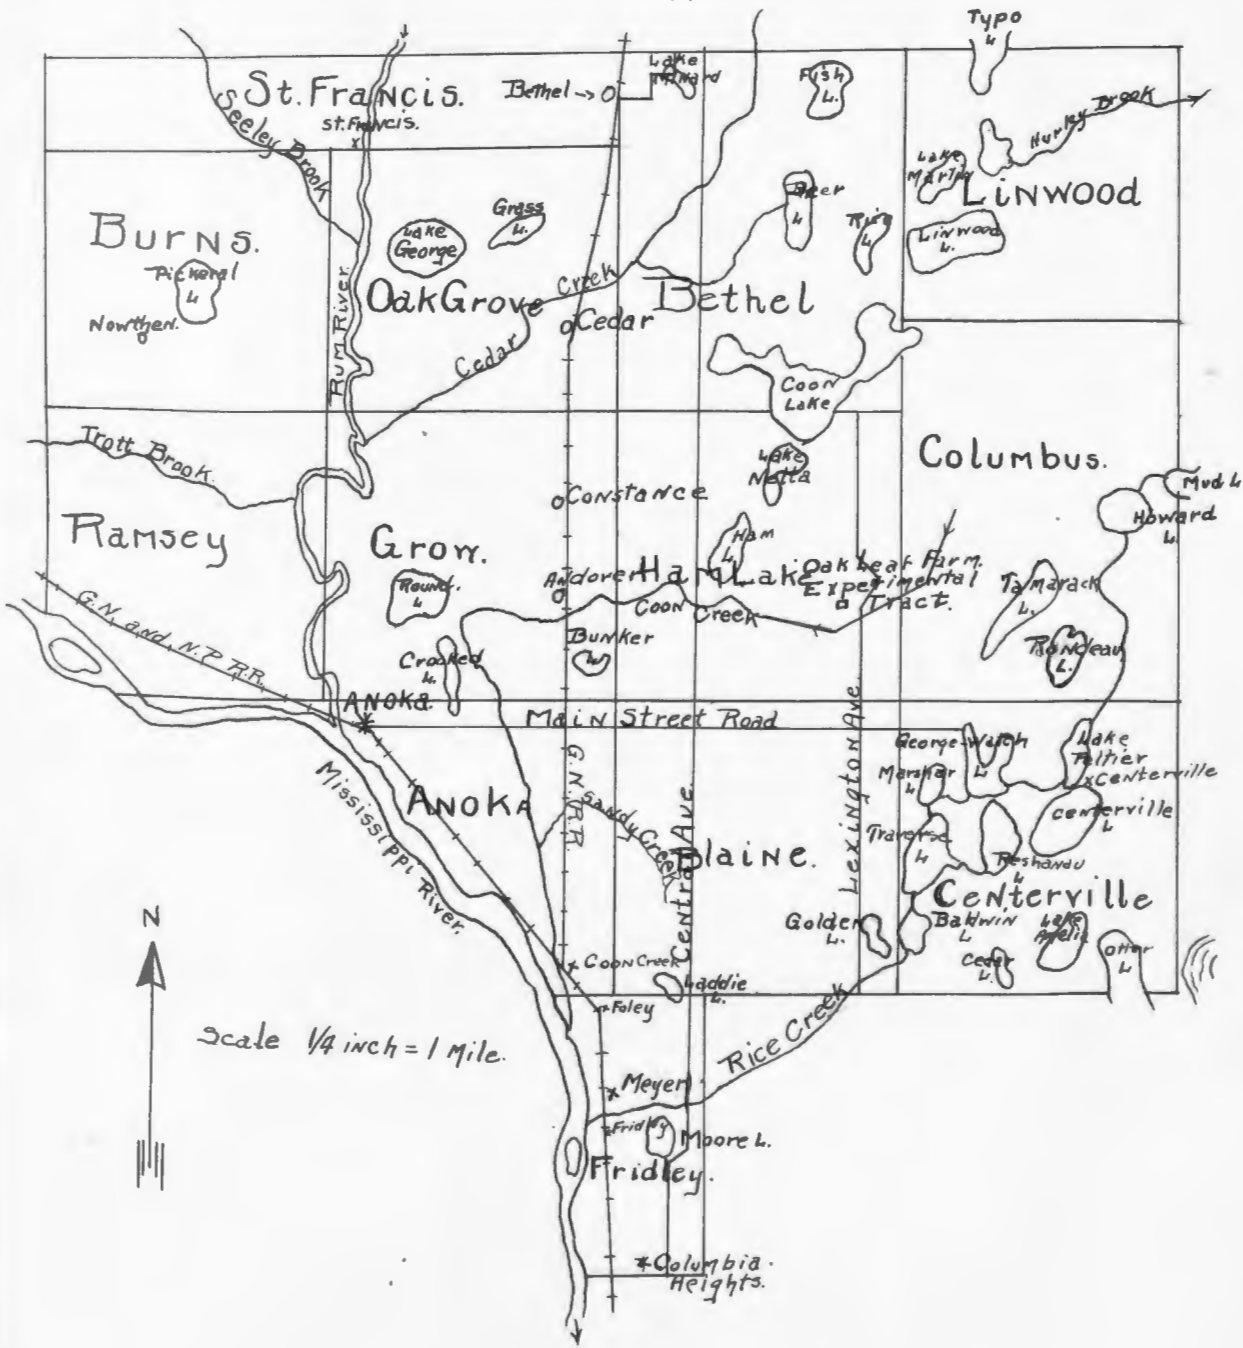 Typo
L
Lake
St. Francis.
Bethel
Fish
L.
St. Francis.
Seeley Brook
Hurley Brook
Lake
Martin
L
Linwood
Deer
L
Grass
L.
Ring
L
Linwood
L.
Burns.
Lake
George
Pickeral
L
Oak Grove
Cedar Creek
Bethel
Nowthen.
Cedar
Rum River.
Coon
Lake
Trott Brook.
Lake
Netta
Columbus.
Mud L
Constance
Howard
L.
Ramsey
Grow.
Ham
L
Andover
Ham Lake
Oak Leaf Farm.
Experimental
Tract.
Round.
L
Tamarack
L.
Coon Creek
G.N. and N.P. R.R.
Bunker
L
Crooked
L.
Rondeau
L.
Anoka.
Main Street Road
Lexington Ave.
George Watch
L
Lake
Peltier
Centerville
Marshar
L
Mississippi River.
Anoka
G.N. R.R.
Sandy Creek
Central Ave
Blaine.
Centerville
L
Traverse
L
Reshanau
L
Centerville
N
Golden
L.
Baldwin
L
Lake
Amelia
Otter
L
Cedar
L.
Coon Creek
Laddie
L.
Foley
Scale 1/4 inch = 1 Mile.
Rice Creek
Meyer
Fridley
Moore L.
Fridley.
Columbia
Heights.